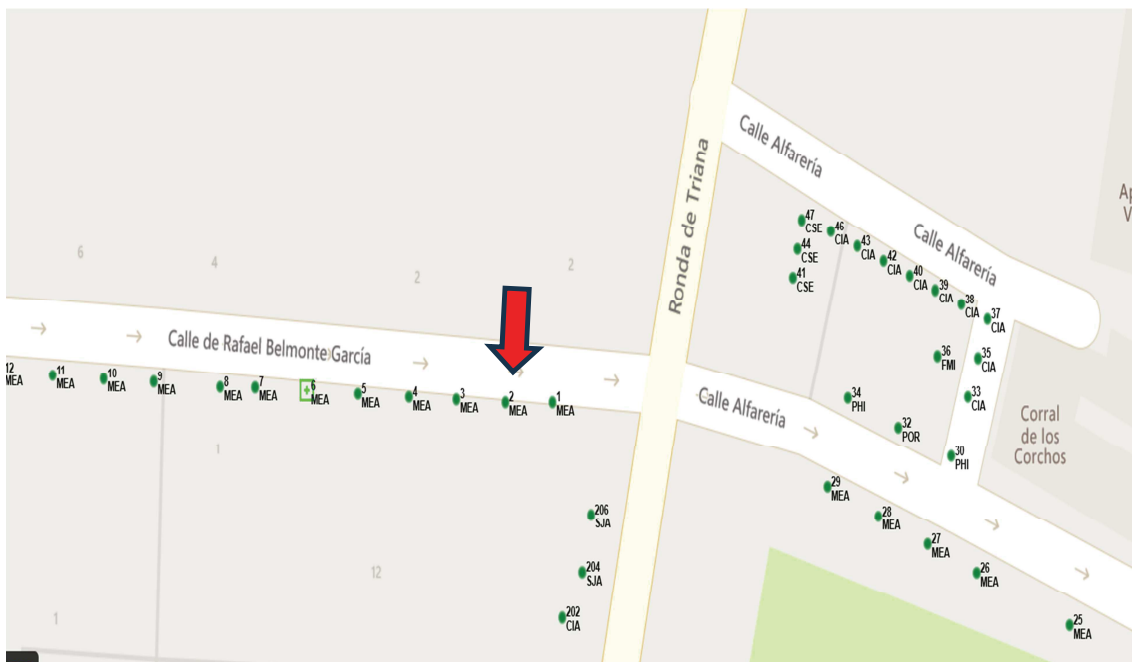 Calle Alfarería
Ronda de Triana
Ap
V
47
CSE
46
CIA
44
CSE
43
CIA
42
CIA
41
CSE
40
CIA
39
CIA
38
CIA
37
CIA
Calle Alfarería
6
4
2
2
Calle de Rafael Belmonte García
12
MEA
11
MEA
10
MEA
9
MEA
8
MEA
7
MEA
6
MEA
5
MEA
4
MEA
3
MEA
2
MEA
1
MEA
Calle Alfarería
36
FMI
35
CIA
34
PHI
33
CIA
32
POR
30
PHI
Corral
de los
Corchos
1
29
MEA
28
MEA
27
MEA
26
MEA
25
MEA
206
SJA
204
SJA
202
CIA
12
1